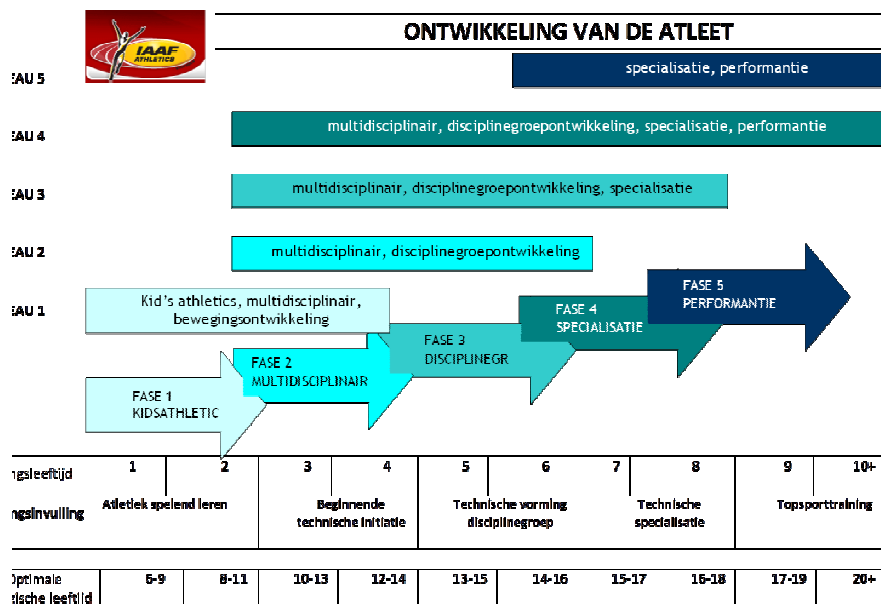 ONTWIKKELING VAN DE ATLEET
IAAF
ATHLETICS
EAU 5
specialisatie, performantie
EAU 4
multidisciplinair, disciplinegroepontwikkeling, specialisatie, performantie
EAU 3
multidisciplinair, disciplinegroepontwikkeling, specialisatie
EAU 2
multidisciplinair, disciplinegroepontwikkeling
EAU 1
Kid's athletics, multidisciplinair,
bewegingsontwikkeling
FASE 5
PERFORMANTIE
FASE 4
SPECIALISATIE
FASE 3
DISCIPLINEGR
FASE 2
MULTIDISCIPLINAIR
FASE 1
KIDSATHLETIC
ngsleeftijd 1 2 3 4 5 6 7 8 9 10+
ngsinvulling
Atletiek spelend leren
Beginnende
technische initiatie
Technische vorming
disciplinegroep
Technische
specialisatie
Topsporttraining
Optimale
gische leeftijd
6-9 8-11 10-13 12-14 13-15 14-16 15-17 16-18 17-19 20+